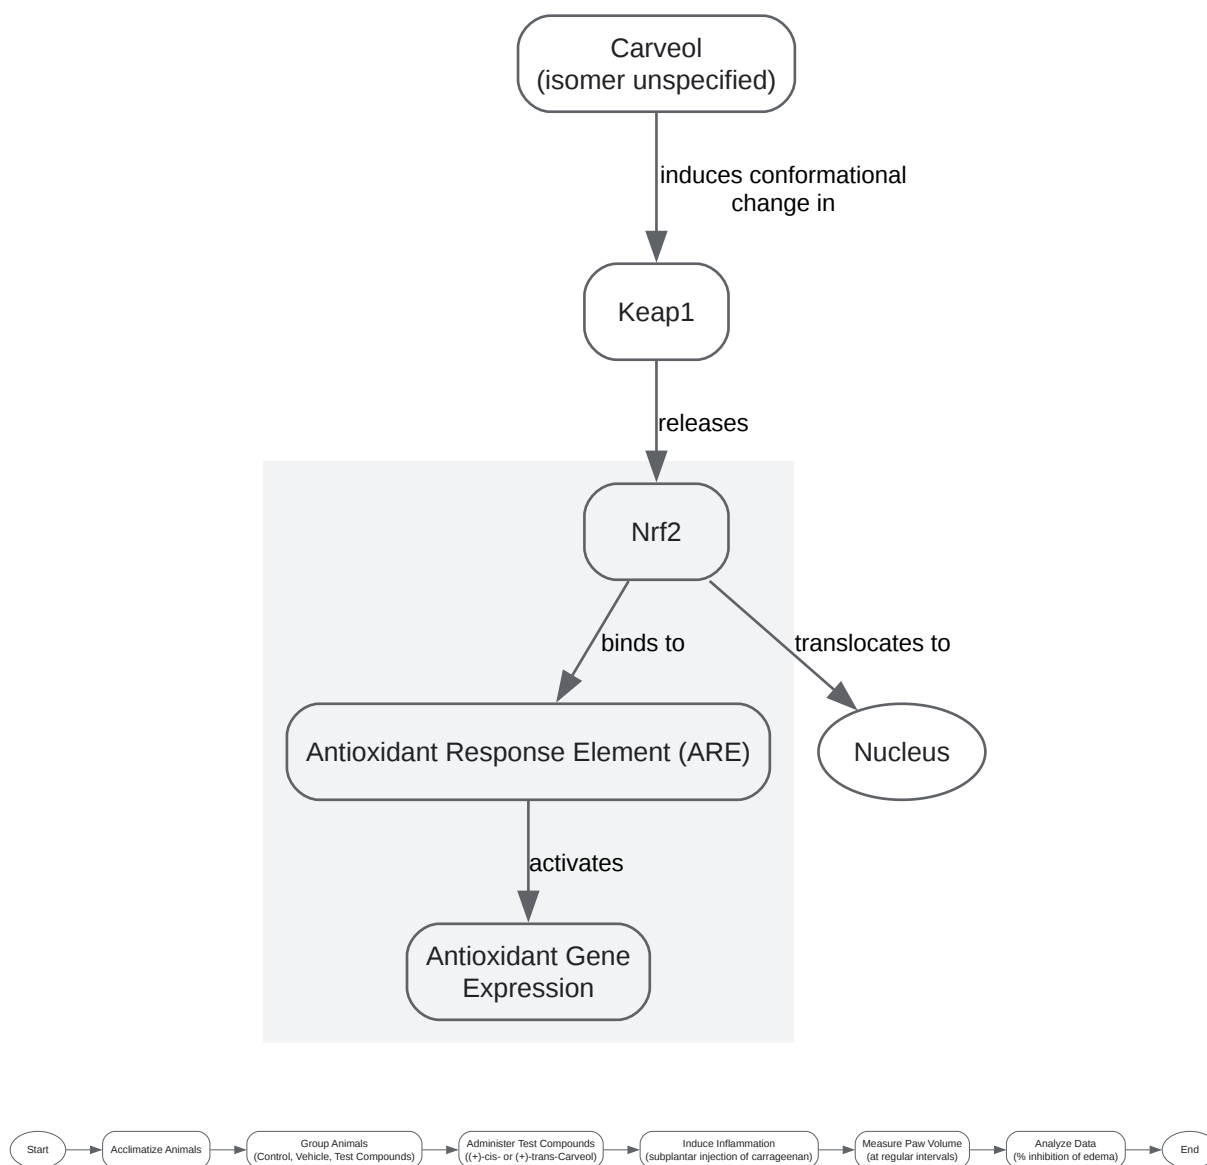 Carveol
(isomer unspecified)
induces conformational
change in
Keap1
releases
Nrf2
binds to
translocates to
Antioxidant Response Element (ARE)
Nucleus
activates
Antioxidant Gene
Expression
Start
Acclimatize Animals
Group Animals
(Control, Vehicle, Test Compounds)
Administer Test Compounds
((+)-cis- or (+)-trans-Carveol)
Induce Inflammation
(subplantar injection of carrageenan)
Measure Paw Volume
(at regular intervals)
Analyze Data
(% inhibition of edema)
End